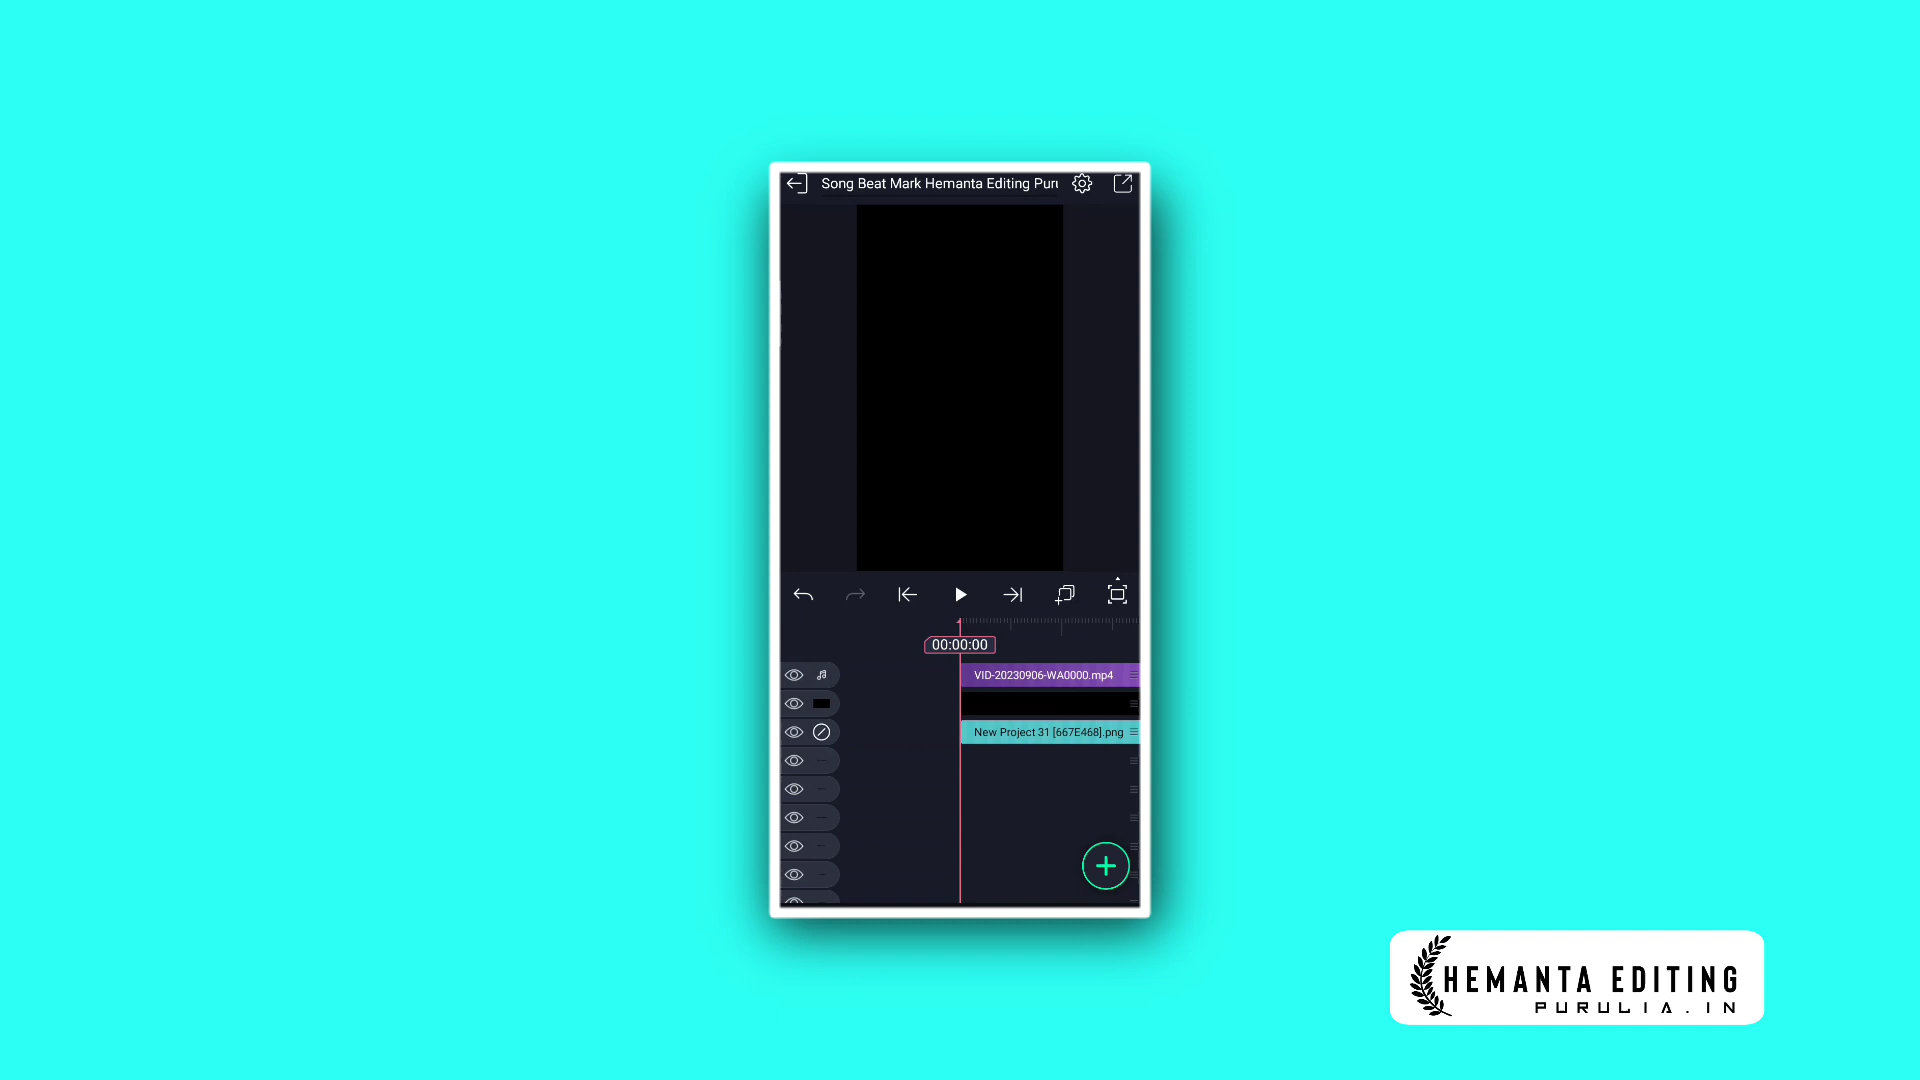 Song Beat Mark Hemanta Editing Puru
00:00:00
VID-20230906-WA0000.mp4
New Project 31 [667E468].png
HEMANTA EDITING
PURULIA.IN